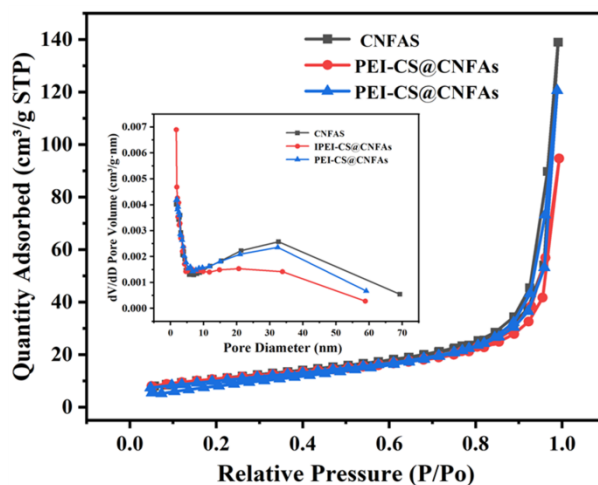 CNFAS
PEI-CS@CNFAs
PEI-CS@CNFAs
Quantity Adsorbed (cm³/g STP)
140
120
100
80
60
40
20
0
0.0 0.2 0.4 0.6 0.8 1.0
Relative Pressure (P/Po)
CNFAS
IPEI-CS@CNFAs
PEI-CS@CNFAs
dV/dD Pore Volume (cm³/g·nm)
0.007
0.006
0.005
0.004
0.003
0.002
0.001
0.000
0 10 20 30 40 50 60 70
Pore Diameter (nm)